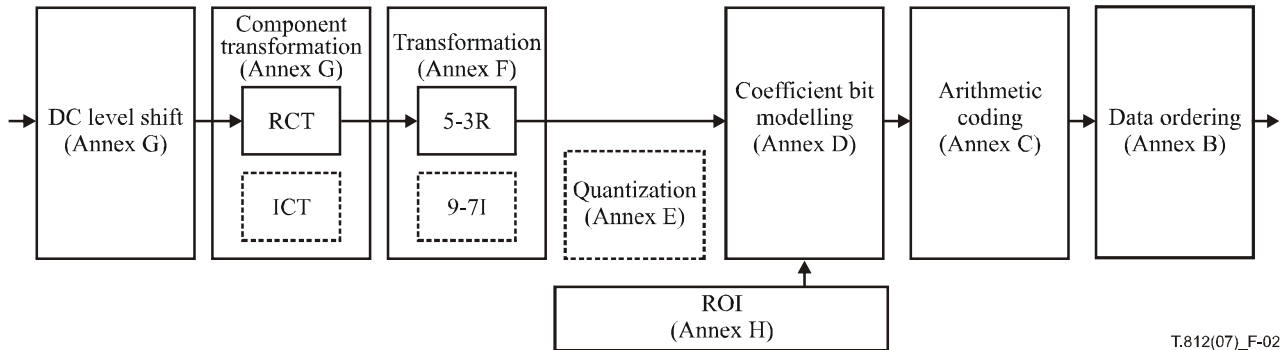 Component
transformation
(Annex G)
Transformation
(Annex F)
DC level shift
(Annex G)
RCT
5-3R
ICT
9-7I
Quantization
(Annex E)
Coefficient bit
modelling
(Annex D)
Arithmetic
coding
(Annex C)
Data ordering
(Annex B)
ROI
(Annex H)
T.812(07)_F-02